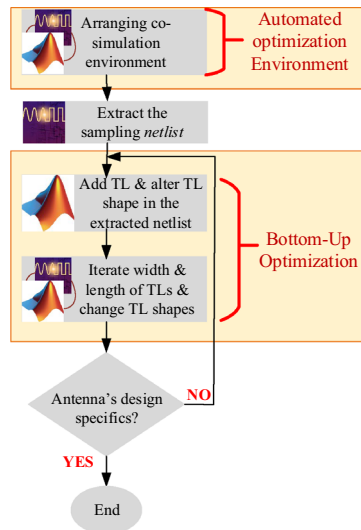 Arranging co-
simulation
environment
Automated
optimization
Environment
Extract the
sampling netlist
Add TL & alter TL
shape in the
extracted netlist
Bottom-Up
Optimization
Iterate width &
length of TLs &
change TL shapes
Antenna's design
specifics?
NO
YES
End